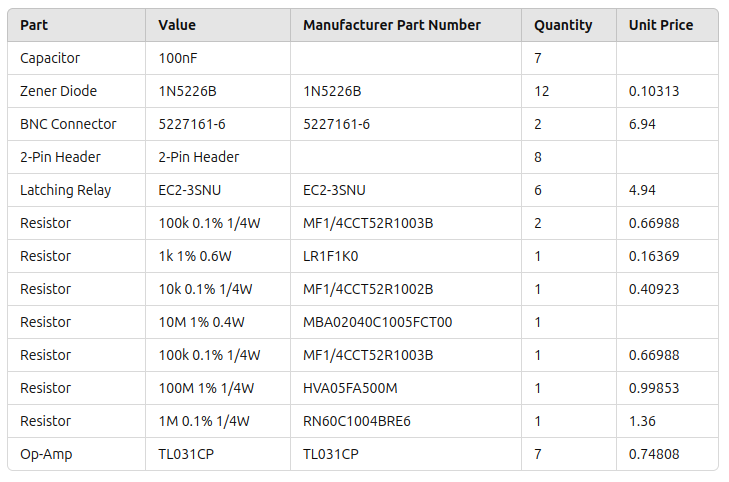 Part Value Manufacturer Part Number Quantity Unit Price
Capacitor 100nF 7
Zener Diode 1N5226B 1N5226B 12 0.10313
BNC Connector 5227161-6 5227161-6 2 6.94
2-Pin Header 2-Pin Header 8
Latching Relay EC2-3SNU EC2-3SNU 6 4.94
Resistor 100k 0.1% 1/4W MF1/4CCT52R1003B 2 0.66988
Resistor 1k 1% 0.6W LR1F1K0 1 0.16369
Resistor 10k 0.1% 1/4W MF1/4CCT52R1002B 1 0.40923
Resistor 10M 1% 0.4W MBA02040C1005FCT00 1
Resistor 100k 0.1% 1/4W MF1/4CCT52R1003B 1 0.66988
Resistor 100M 1% 1/4W HVA05FA500M 1 0.99853
Resistor 1M 0.1% 1/4W RN60C1004BRE6 1 1.36
Op-Amp TL031CP TL031CP 7 0.74808